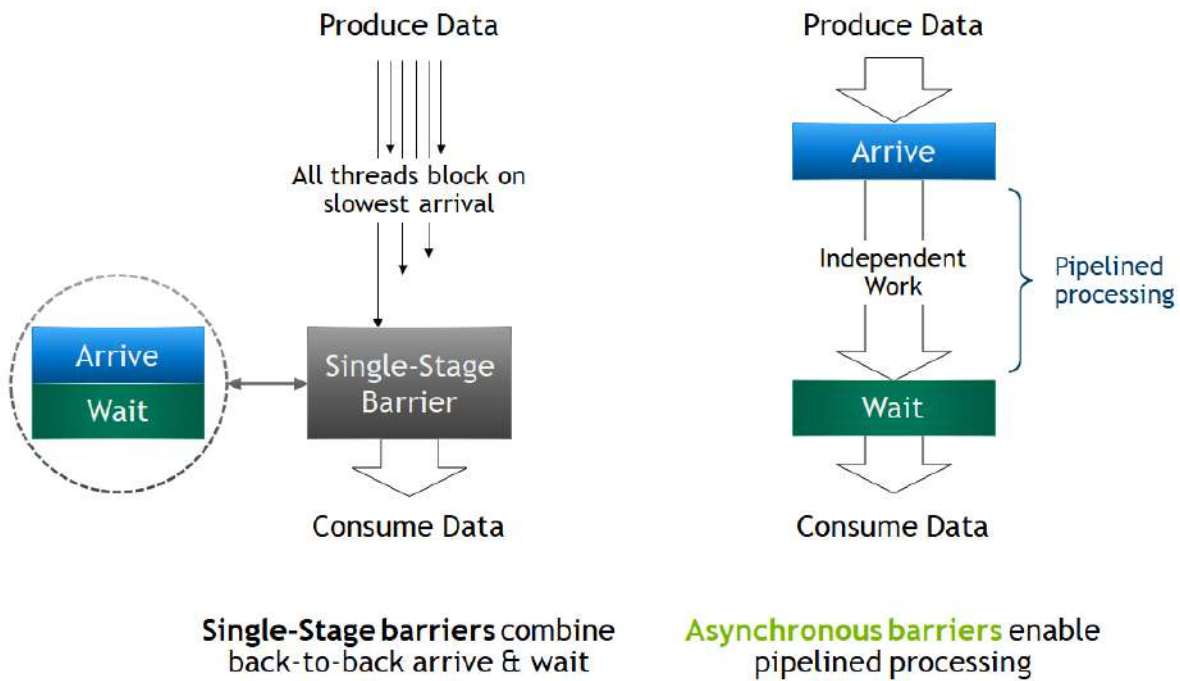 Produce Data
All threads block on
slowest arrival
Arrive
Wait
Single-Stage
Barrier
Consume Data
Single-Stage barriers combine
back-to-back arrive & wait
Produce Data
Arrive
Independent
Work
Pipelined
processing
Wait
Consume Data
Asynchronous barriers enable
pipelined processing